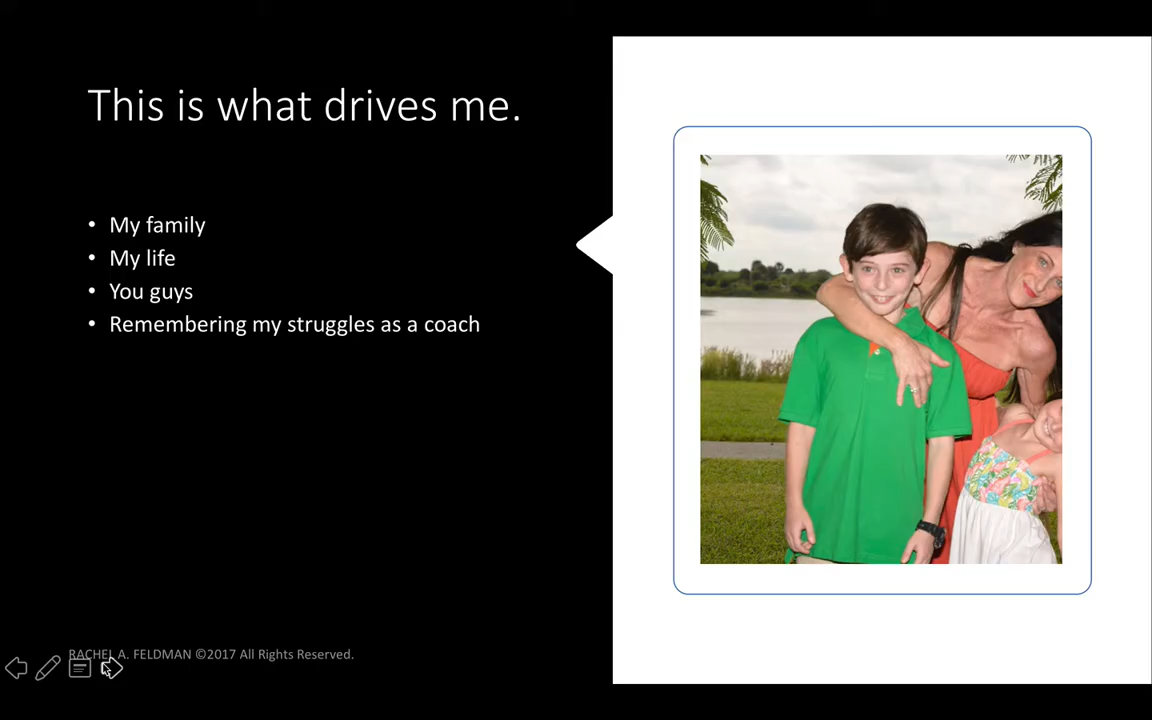 This is what drives me.
• My family
• My life
• You guys
• Remembering my struggles as a coach
RACHEL A. FELDMAN ©2017 All Rights Reserved.